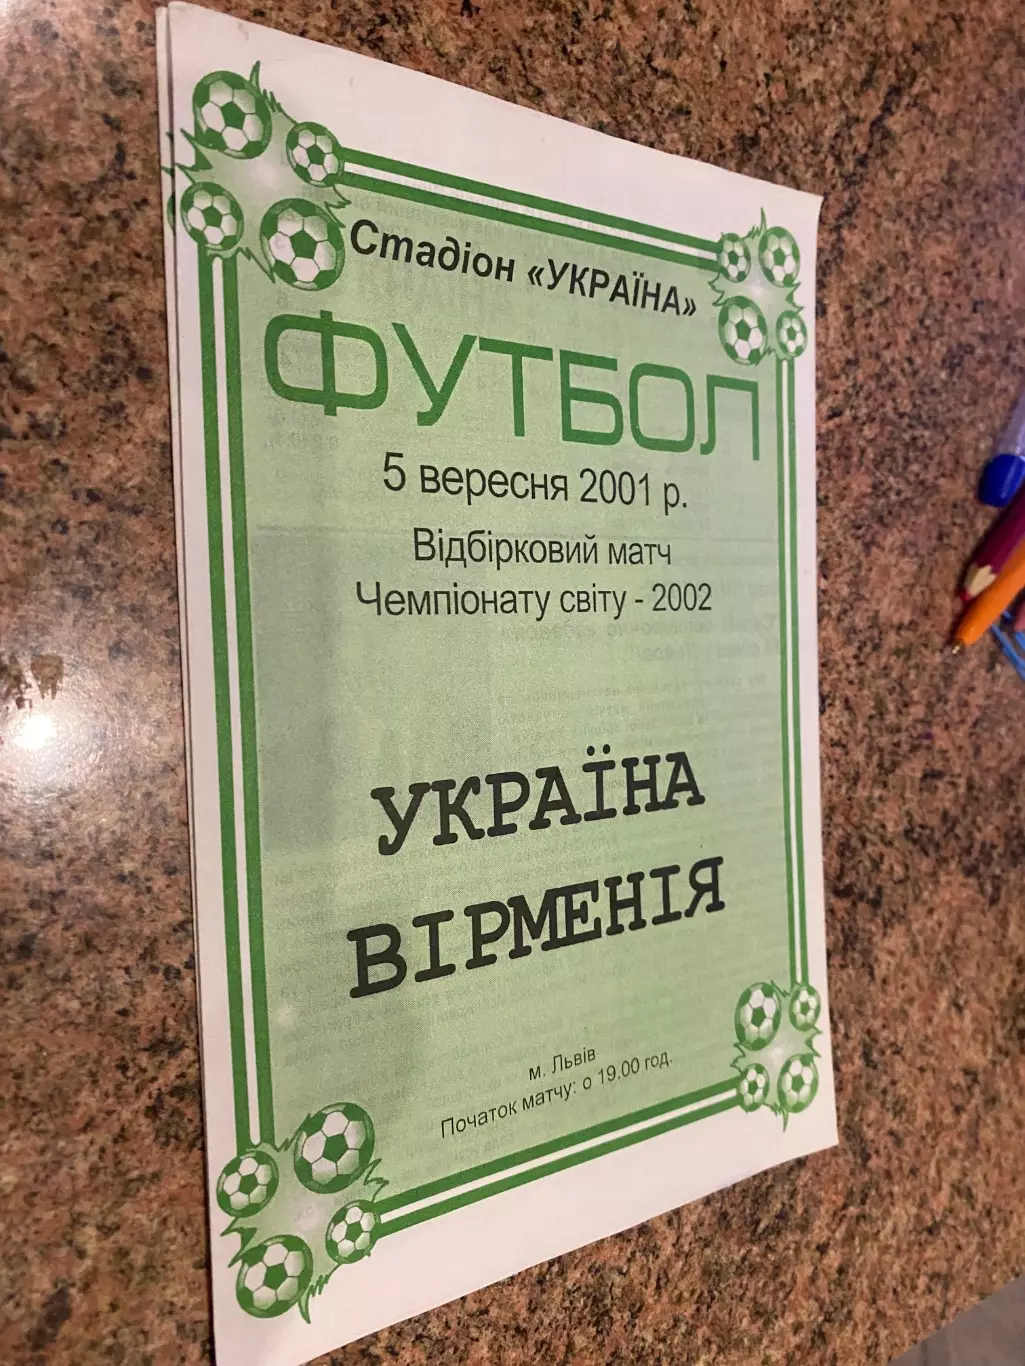 Стадіон «УКРАЇНА»
ФУТБОЛ
5 вересня 2001 р.
Відбірковий матч
Чемпіонату світу - 2002
УКРАЇНА
ВІРМЕНІЯ
м. Львів
Початок матчу: о 19.00 год.